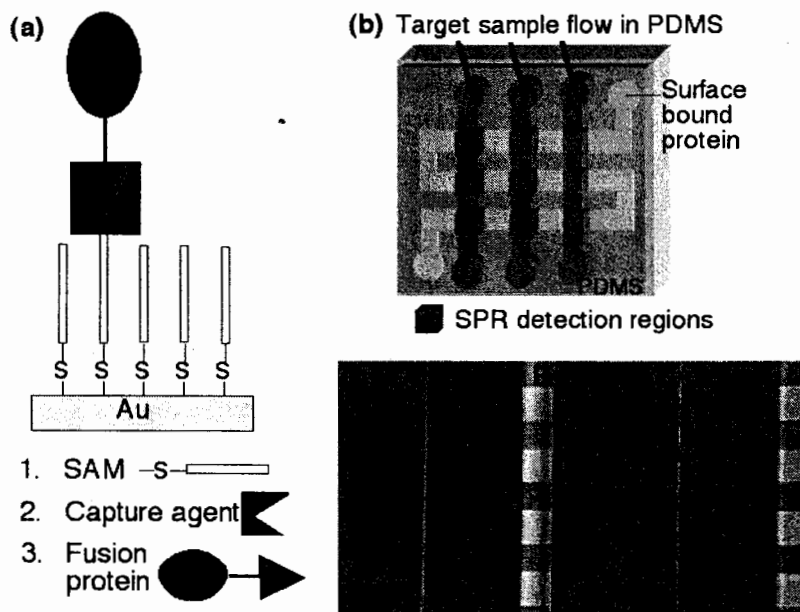 (a)
S S S S S
Au
1. SAM –S–
2. Capture agent
3. Fusion
protein
(b) Target sample flow in PDMS
Surface
bound
protein
PDMS
SPR detection regions